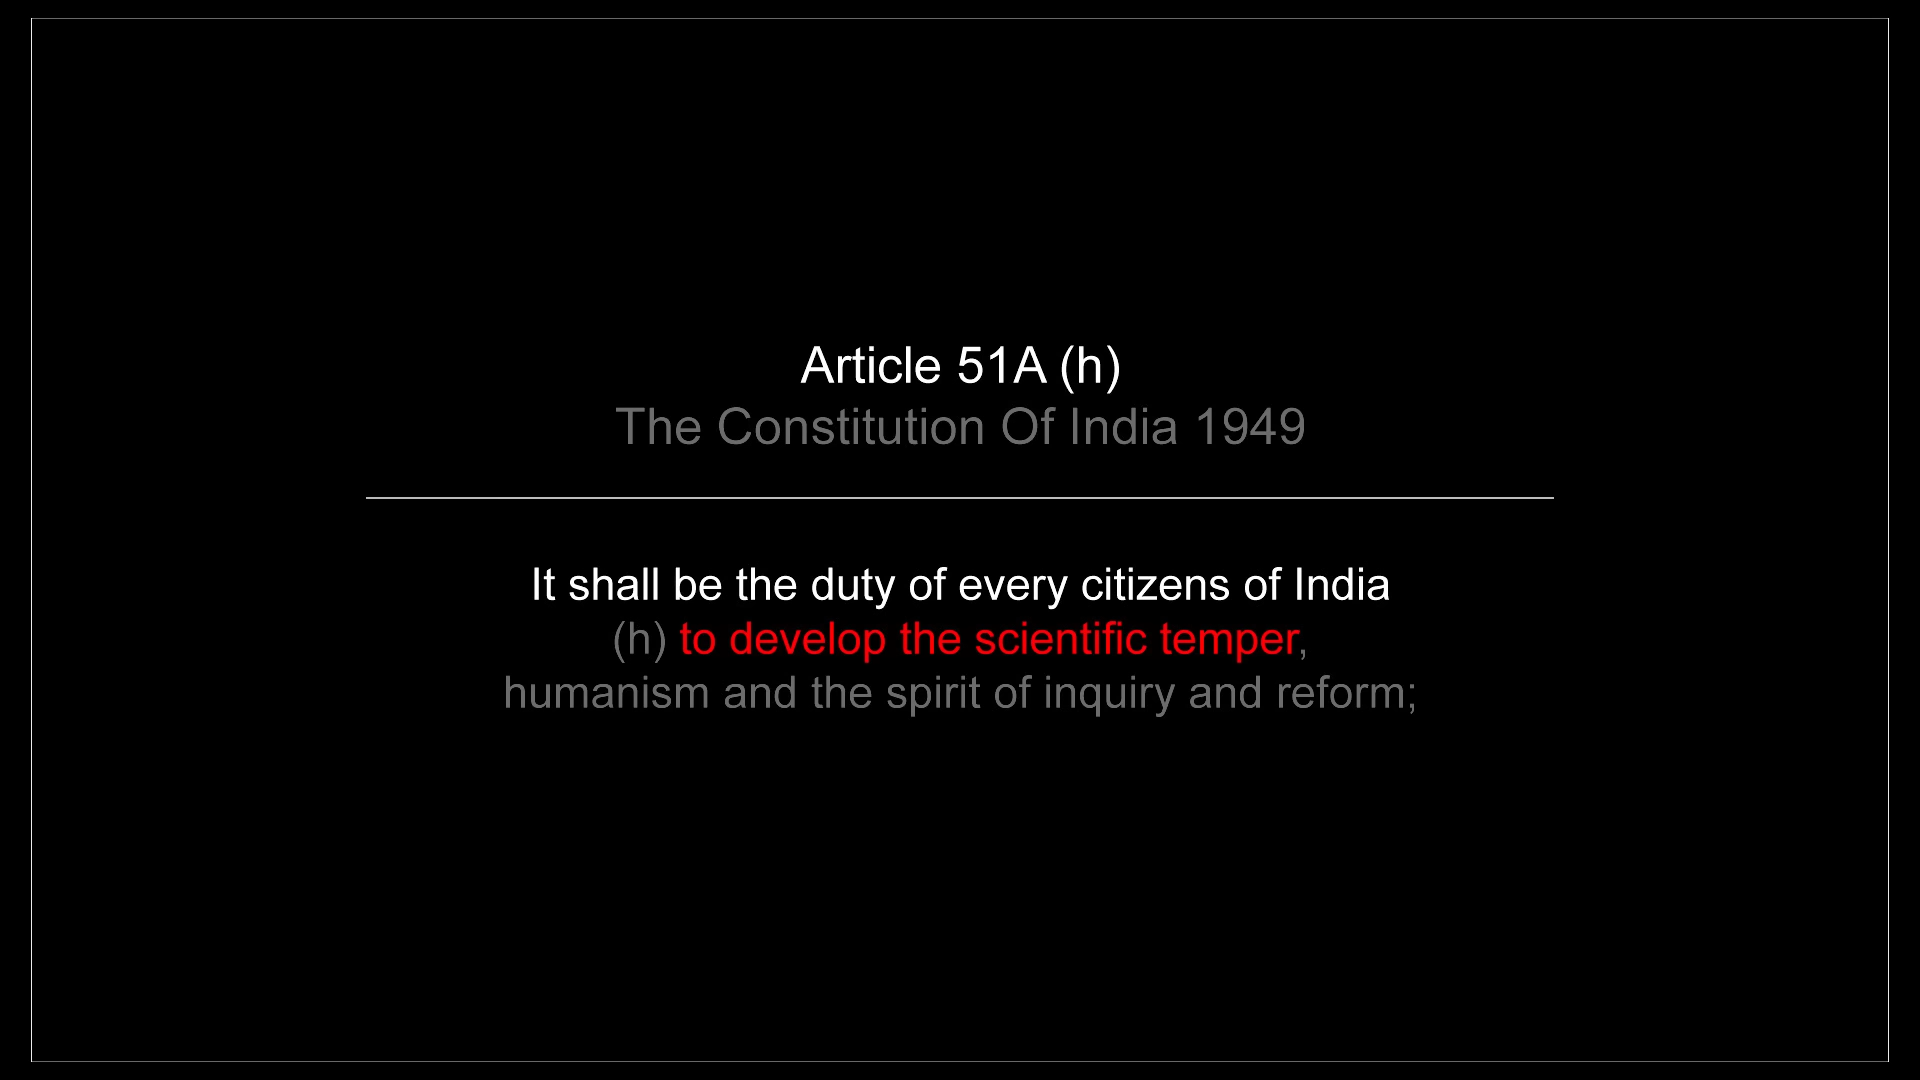 Article 51A (h)
The Constitution Of India 1949
It shall be the duty of every citizens of India
(h) to develop the scientific temper,
humanism and the spirit of inquiry and reform;